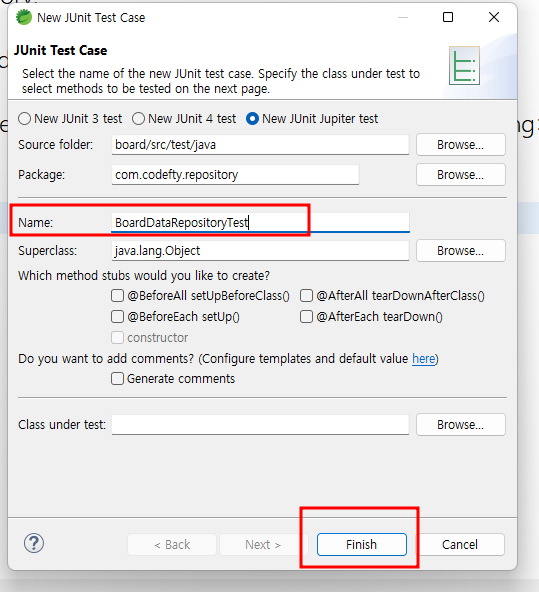 New JUnit Test Case
JUnit Test Case
Select the name of the new JUnit test case. Specify the class under test to
select methods to be tested on the next page.
New JUnit 3 test New JUnit 4 test New JUnit Jupiter test
Source folder: board/src/test/java Browse...
Package: com.codefty.repository Browse...
Name: BoardDataRepositoryTest
Superclass: java.lang.Object Browse...
Which method stubs would you like to create?
@BeforeAll setUpBeforeClass() @AfterAll tearDownAfterClass()
@BeforeEach setUp() @AfterEach tearDown()
constructor
Do you want to add comments? (Configure templates and default value here)
Generate comments
Class under test: Browse...
? < Back Next > Finish Cancel